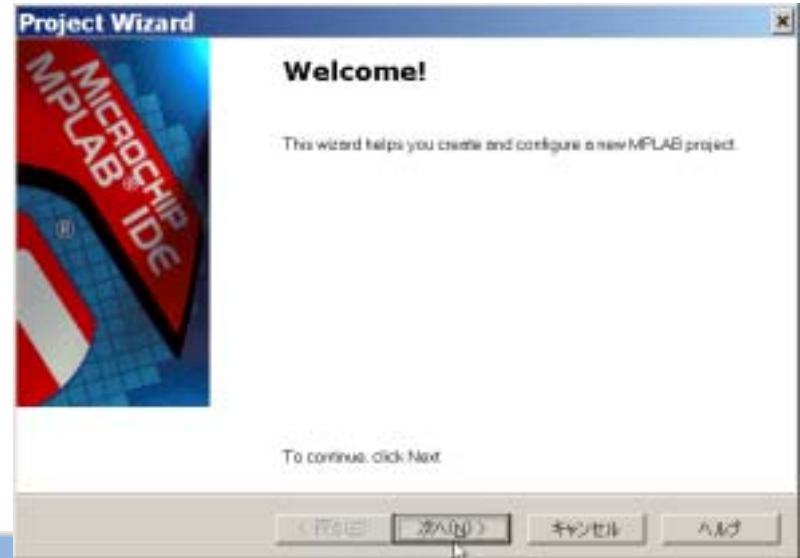 Project Wizard
MICROCHIP
MPLAB® IDE
®
Welcome!
This wizard helps you create and configure a new MPLAB project.
To continue, click Next
次へ(N) >
キャンセル
ヘルプ